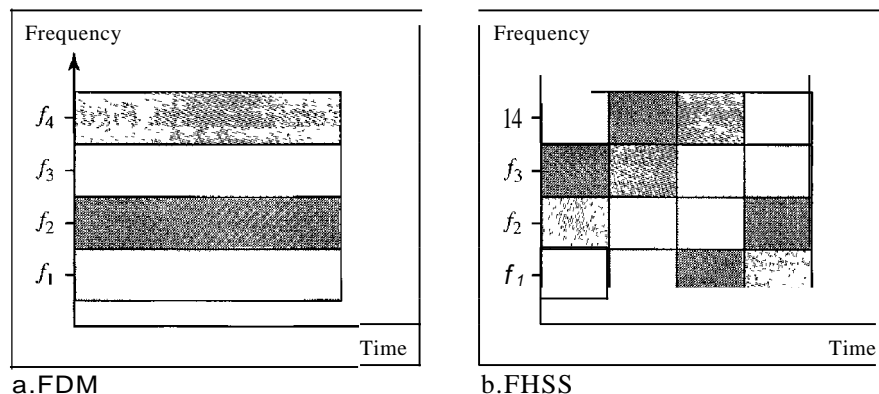 Frequency
f4
f3
f2
f1
Time
a.FDM
Frequency
14
f3
f2
f1
Time
b.FHSS